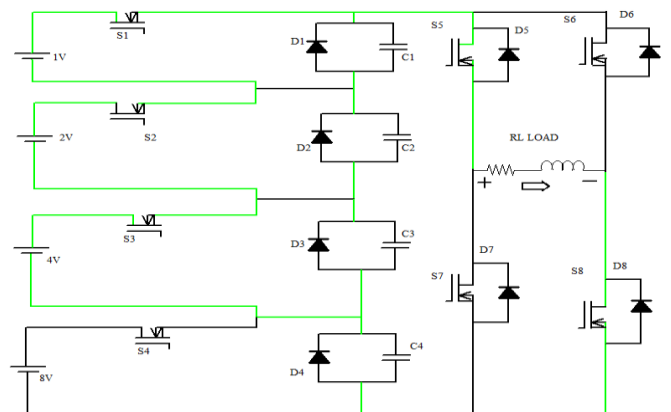 S1
D1
C1
S5
D5
S6
D6
1V
S2
D2
C2
2V
RL LOAD
+
−
S3
D3
C3
4V
D7
S7
D8
S8
S4
D4
C4
8V